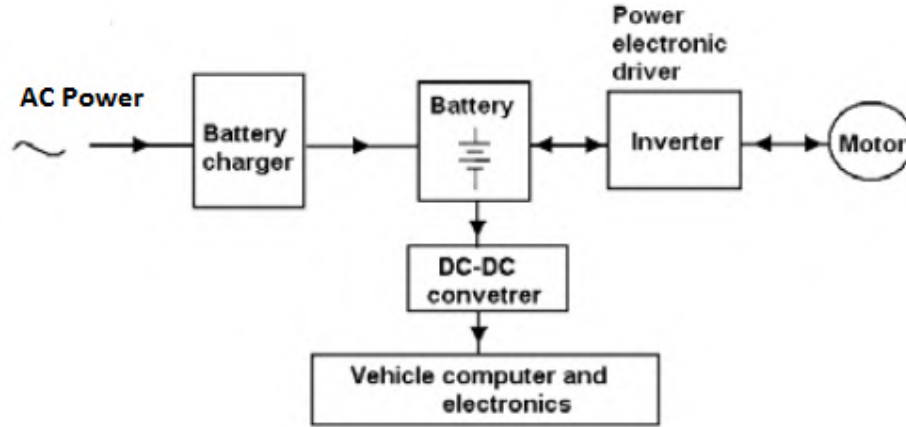 Power
electronic
driver
AC Power
Battery
charger
Battery
Inverter
Motor
DC-DC
convetrer
Vehicle computer and
electronics